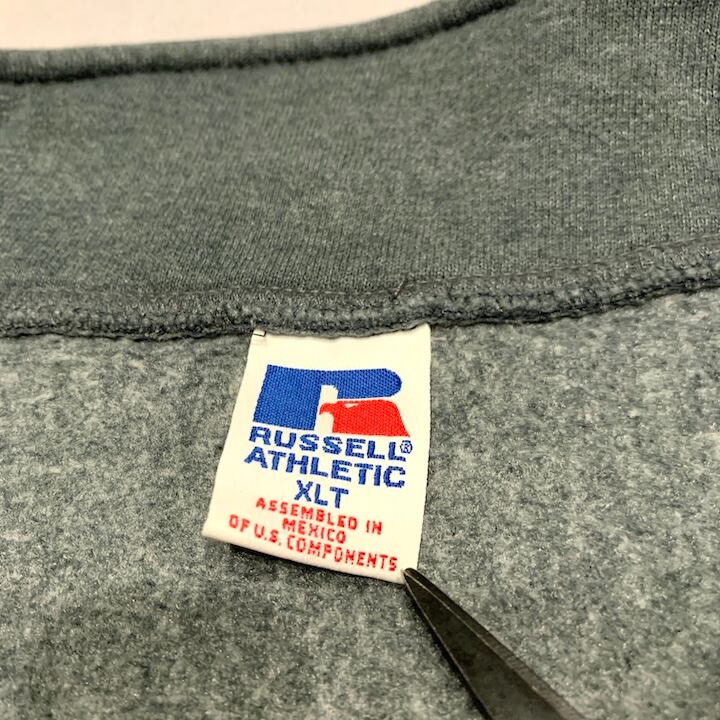 RUSSELL®
ATHLETIC
XLT
ASSEMBLED IN
MEXICO
OF U.S. COMPONENTS